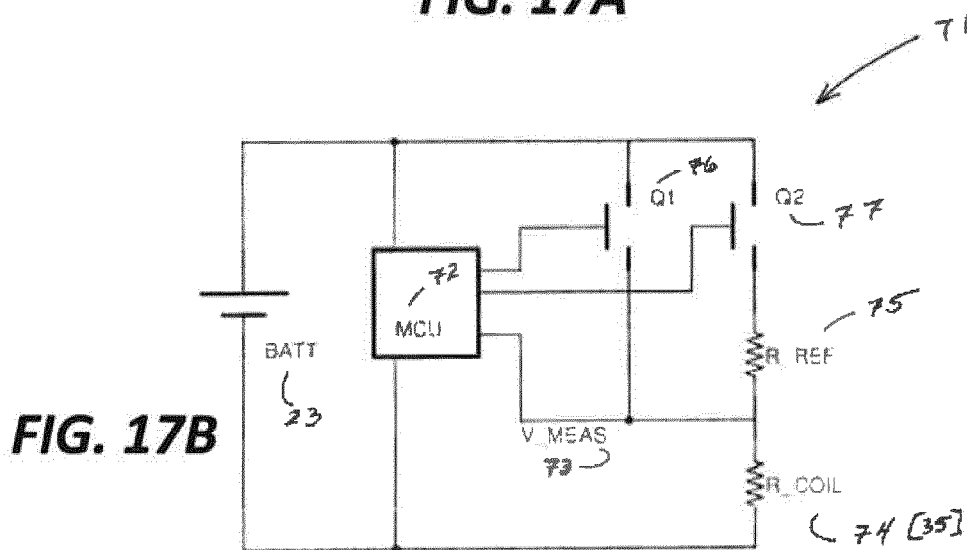 FIG. 17A
71
76
Q1
Q2
77
72
MCU
75
R_REF
BATT
23
FIG. 17B
V_MEAS
73
R_COIL
74 [35]